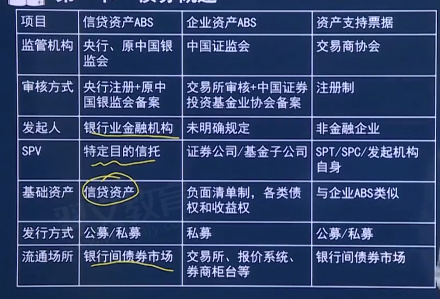 项目 信贷资产ABS 企业资产ABS 资产支持票据
监管机构 央行、原中国银 中国证监会 交易商协会
监会
审核方式 央行注册+原中 交易所审核+中国证券 注册制
国银监会备案 投资基金业协会备案
发起人 银行业金融机构 未明确规定 非金融企业
SPV 特定目的信托 证券公司/基金子公司 SPT/SPC/发起机构
自身
基础资产 信贷资产 负面清单制，各类债 与企业ABS类似
权和收益权
发行方式 公募/私募 私募 公募/私募
流通场所 银行间债券市场 交易所、报价系统、 银行间债券市场
券商柜台等